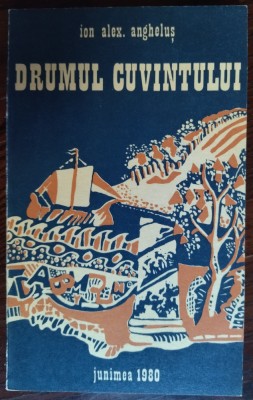 ion alex. angheluș
DRUMUL CUVINTULUI
junimea 1980